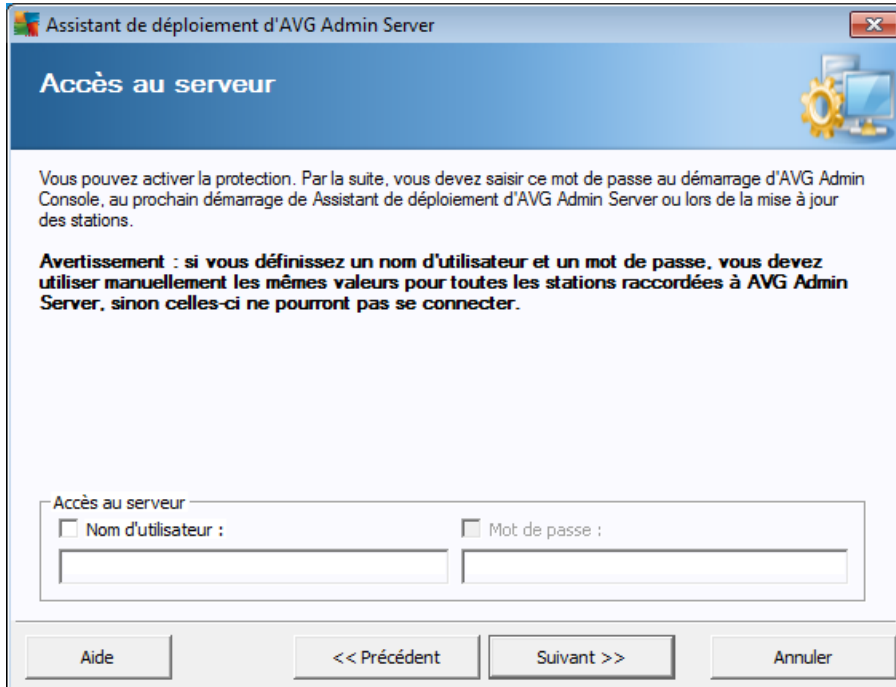 Assistant de déploiement d'AVG Admin Server
Accès au serveur
Vous pouvez activer la protection. Par la suite, vous devez saisir ce mot de passe au démarrage d'AVG Admin
Console, au prochain démarrage de Assistant de déploiement d'AVG Admin Server ou lors de la mise à jour
des stations.
Avertissement : si vous définissez un nom d'utilisateur et un mot de passe, vous devez
utiliser manuellement les mêmes valeurs pour toutes les stations raccordées à AVG Admin
Server, sinon celles-ci ne pourront pas se connecter.
Accès au serveur
Nom d'utilisateur :
Mot de passe :
Aide
<< Précédent
Suivant >>
Annuler